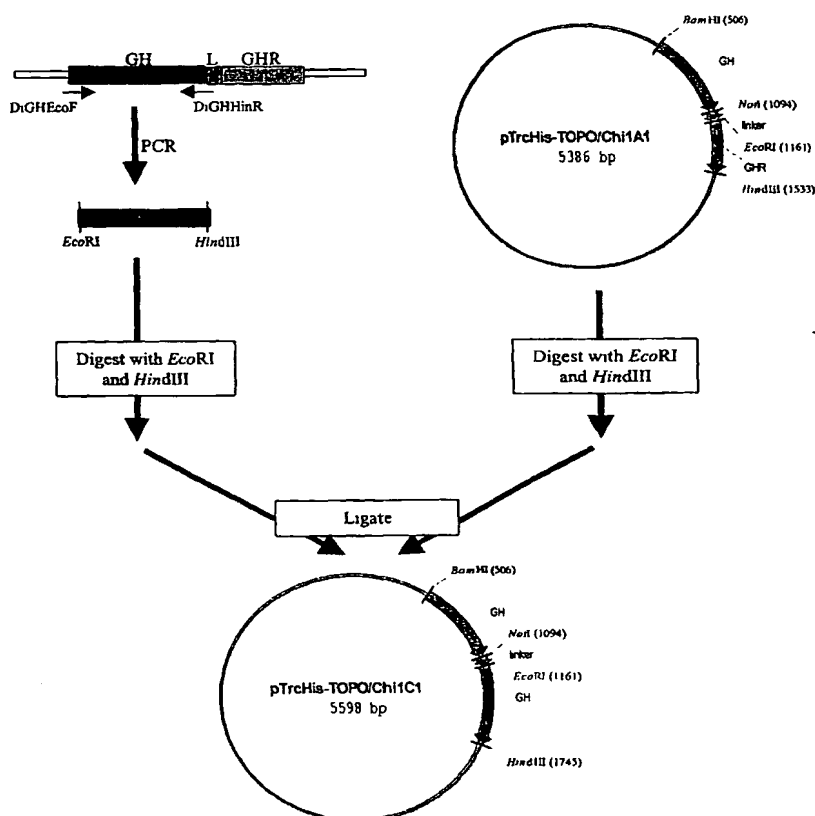 GH L GHR
DiGHEcoF
DiGHHinR
PCR
EcoRI
HindIII
Digest with EcoRI
and HindIII
BamHI (506)
GH
NotI (1094)
linker
EcoRI (1161)
GHR
HindIII (1533)
pTrcHis-TOPO/Chi1A1
5386 bp
Digest with EcoRI
and HindIII
Ligate
BamHI (506)
GH
NotI (1094)
linker
EcoRI (1161)
GH
HindIII (1745)
pTrcHis-TOPO/Chi1C1
5598 bp